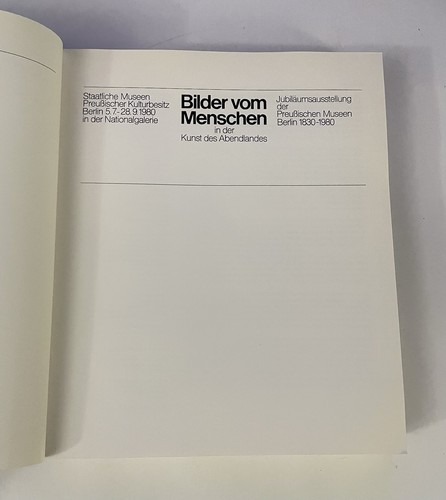 Staatliche Museen
Preußischer Kulturbesitz
Berlin 5.7.-28.9.1980
in der Nationalgalerie
Bilder vom
Menschen
in der
Kunst des Abendlandes
Jubiläumsausstellung
der
Preußischen Museen
Berlin 1830-1980